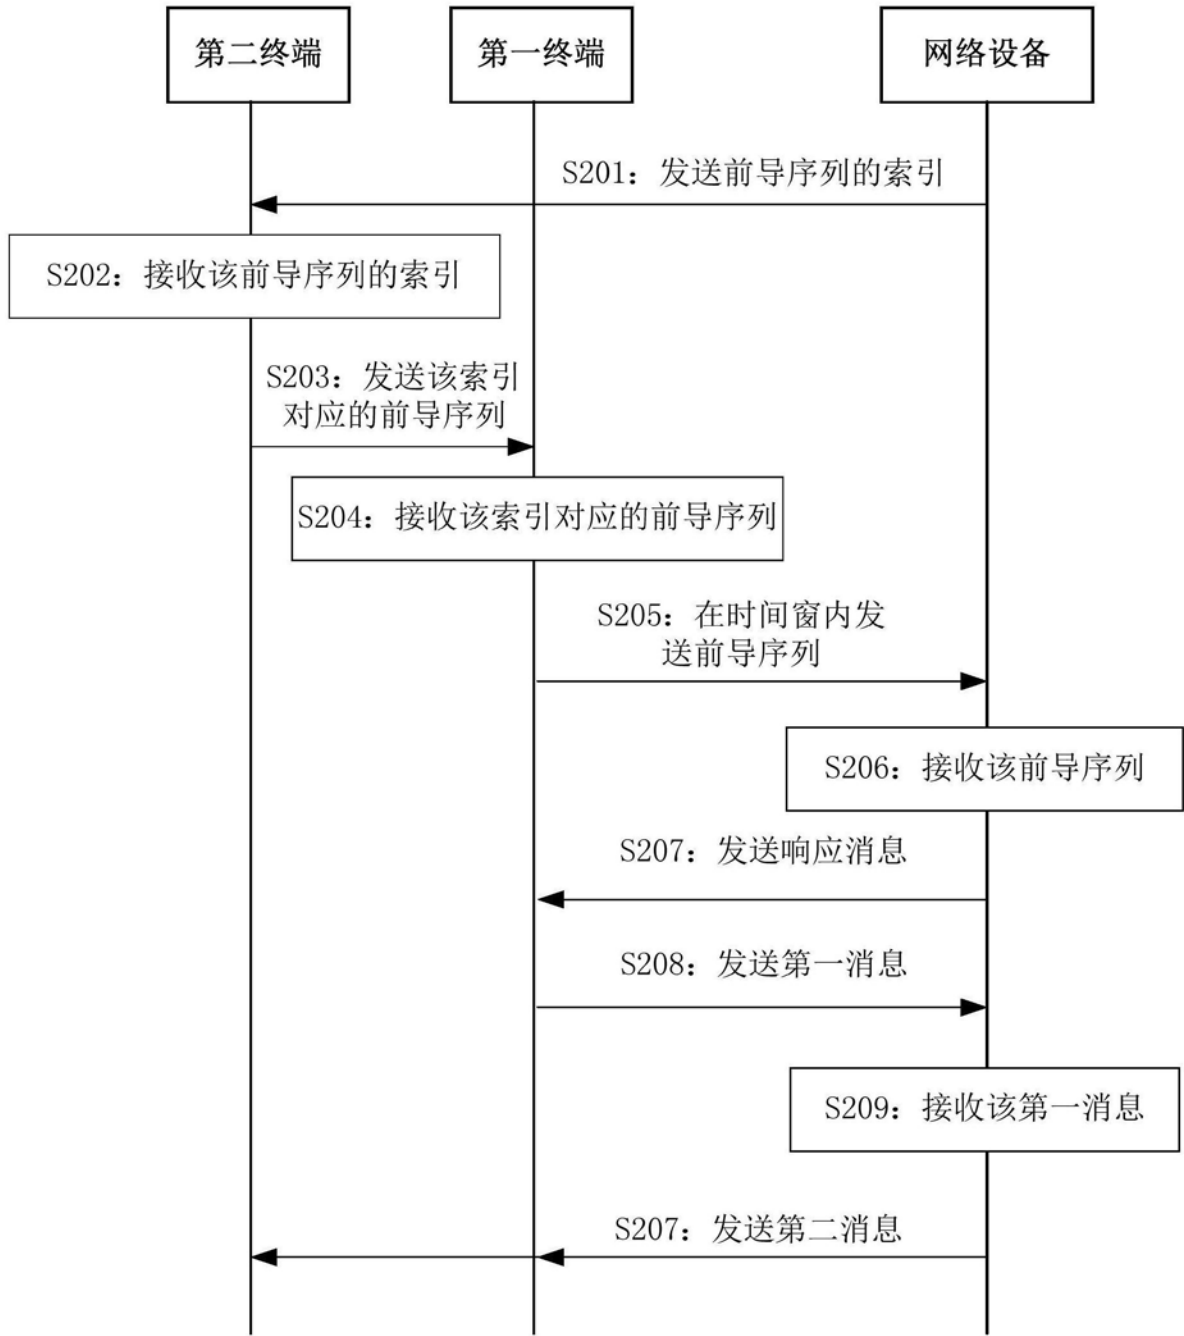 第二终端
第一终端
网络设备
S201：发送前导序列的索引
S202：接收该前导序列的索引
S203：发送该索引
对应的前导序列
S204：接收该索引对应的前导序列
S205：在时间窗内发
送前导序列
S206：接收该前导序列
S207：发送响应消息
S208：发送第一消息
S209：接收该第一消息
S207：发送第二消息